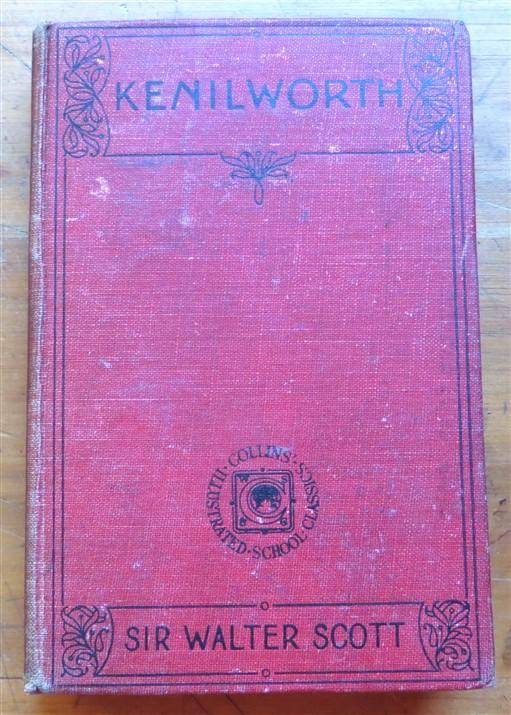 KENILWORTH
COLLINS' · ILLUSTRATED · SCHOOL CLASSICS ·
SIR WALTER SCOTT